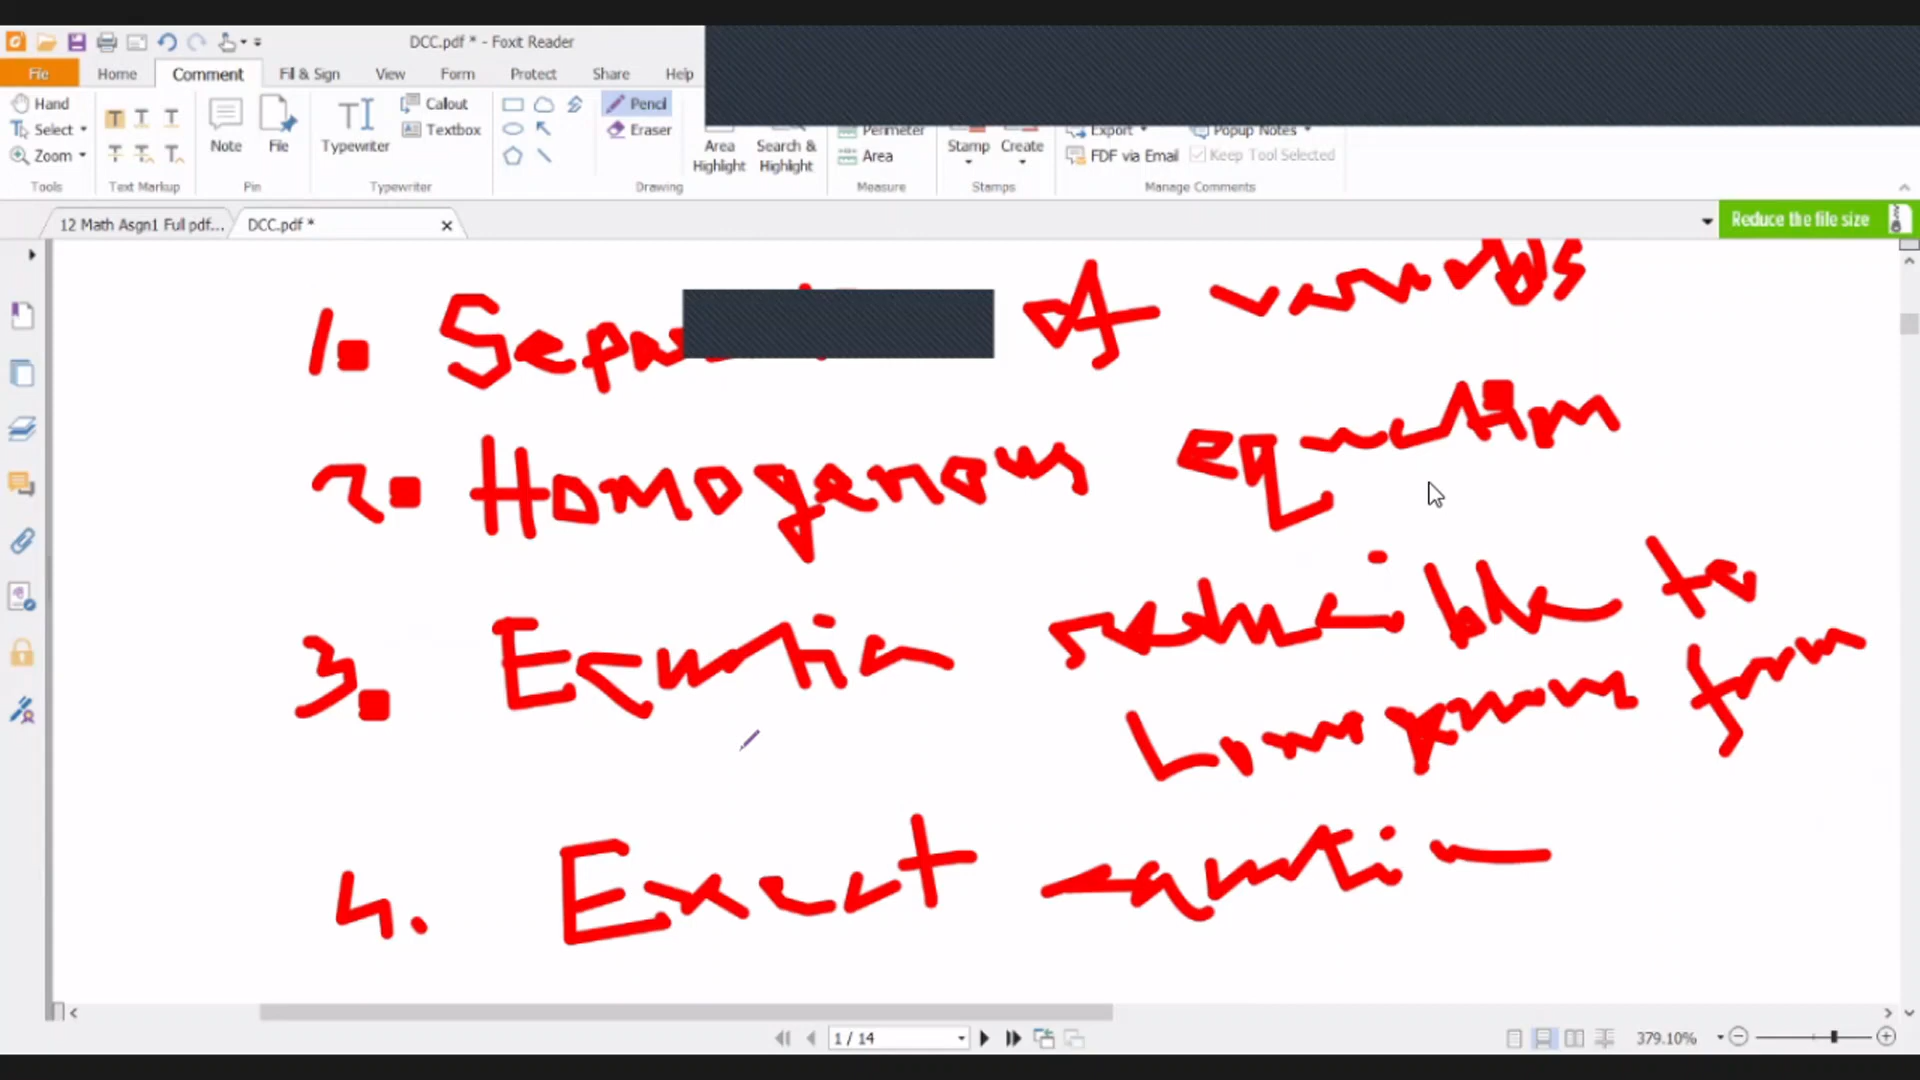 DCC.pdf * - Foxit Reader
File Home Comment Fill & Sign View Form Protect Share Help
Hand
Select
Zoom
Tools
Text Markup
Note
File
Pin
Typewriter
Callout
Textbox
Typewriter
Pencil
Eraser
Area Highlight
Search & Highlight
Drawing
Perimeter
Area
Measure
Stamp
Create
Stamps
Export
FDF via Email
Popup Notes
Keep Tool Selected
Manage Comments
12 Math Asgn1 Full pdf...
DCC.pdf *
Reduce the file size
1. of variables
2. Homogenous equation
3. Equation reducible to
homogenous form
4. Exact equation
1 / 14
379.10%